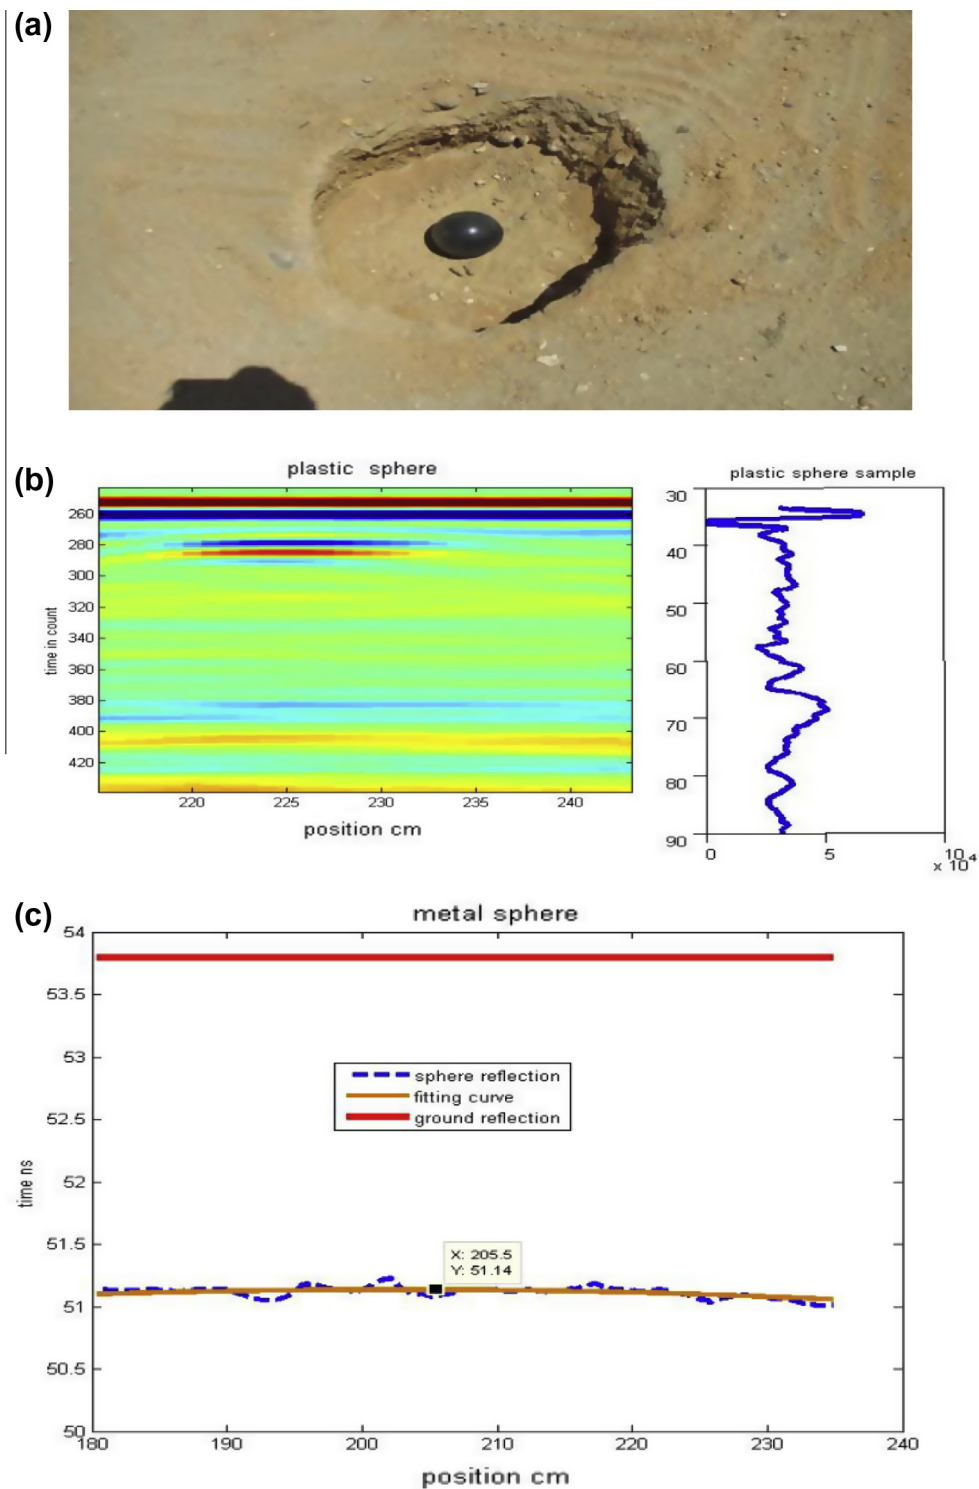 (a)
(b)
plastic sphere
260
280
300
320
340
360
380
400
420
time in count
220
225
230
235
240
position cm
plastic sphere sample
30
40
50
60
70
80
90
0
5
10
x 10⁴
(c)
metal sphere
54
53.5
53
52.5
52
51.5
51
50.5
50
time ns
sphere reflection
fitting curve
ground reflection
X: 205.5
Y: 51.14
180
190
200
210
220
230
240
position cm